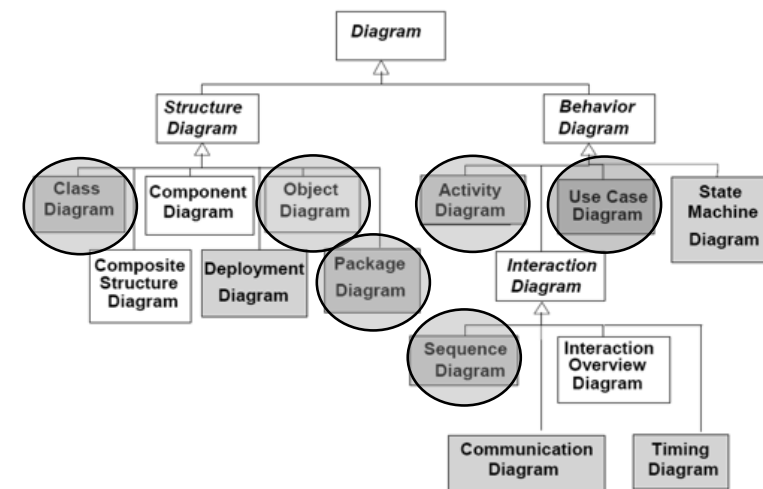 Diagram
Structure
Diagram
Behavior
Diagram
Class
Diagram
Component
Diagram
Object
Diagram
Activity
Diagram
Use Case
Diagram
State
Machine
Diagram
Composite
Structure
Diagram
Deployment
Diagram
Package
Diagram
Interaction
Diagram
Sequence
Diagram
Interaction
Overview
Diagram
Communication
Diagram
Timing
Diagram